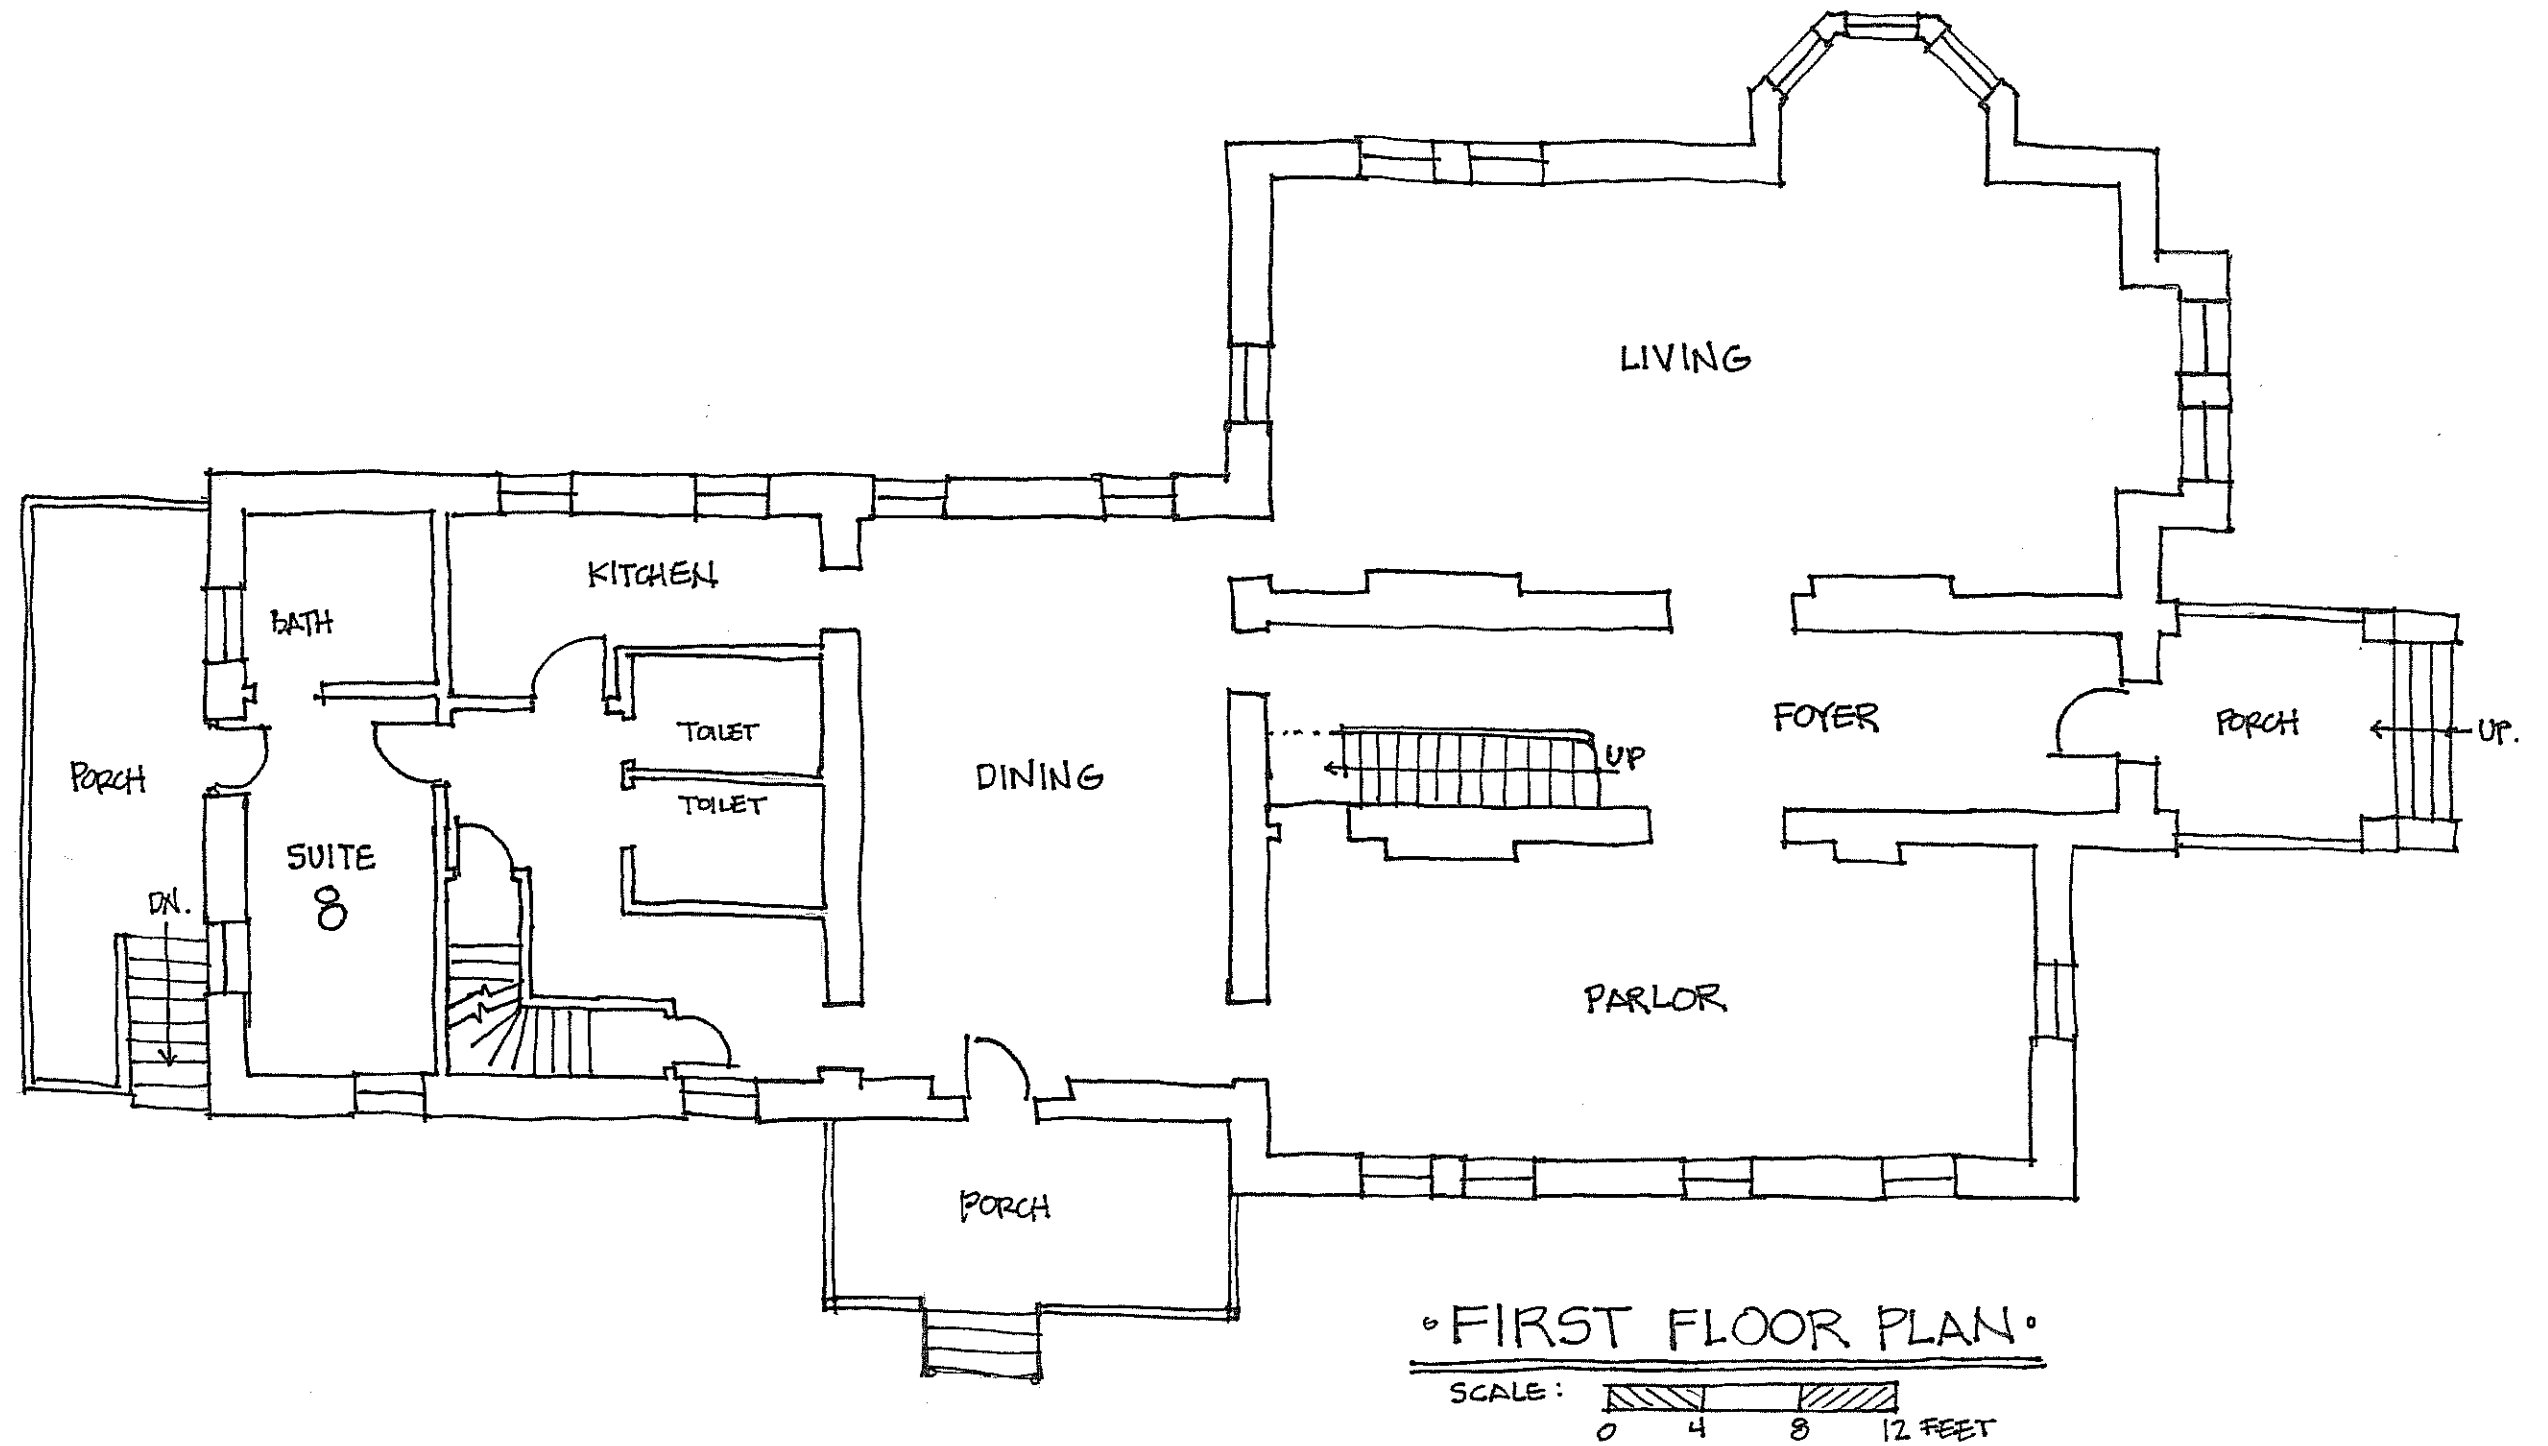 LIVING
KITCHEN
BATH
TOILET
FOYER
PORCH
UP.
UP
PORCH
DINING
TOILET
SUITE
8
DN.
PARLOR
PORCH
FIRST FLOOR PLAN
SCALE:
0 4 8 12 FEET